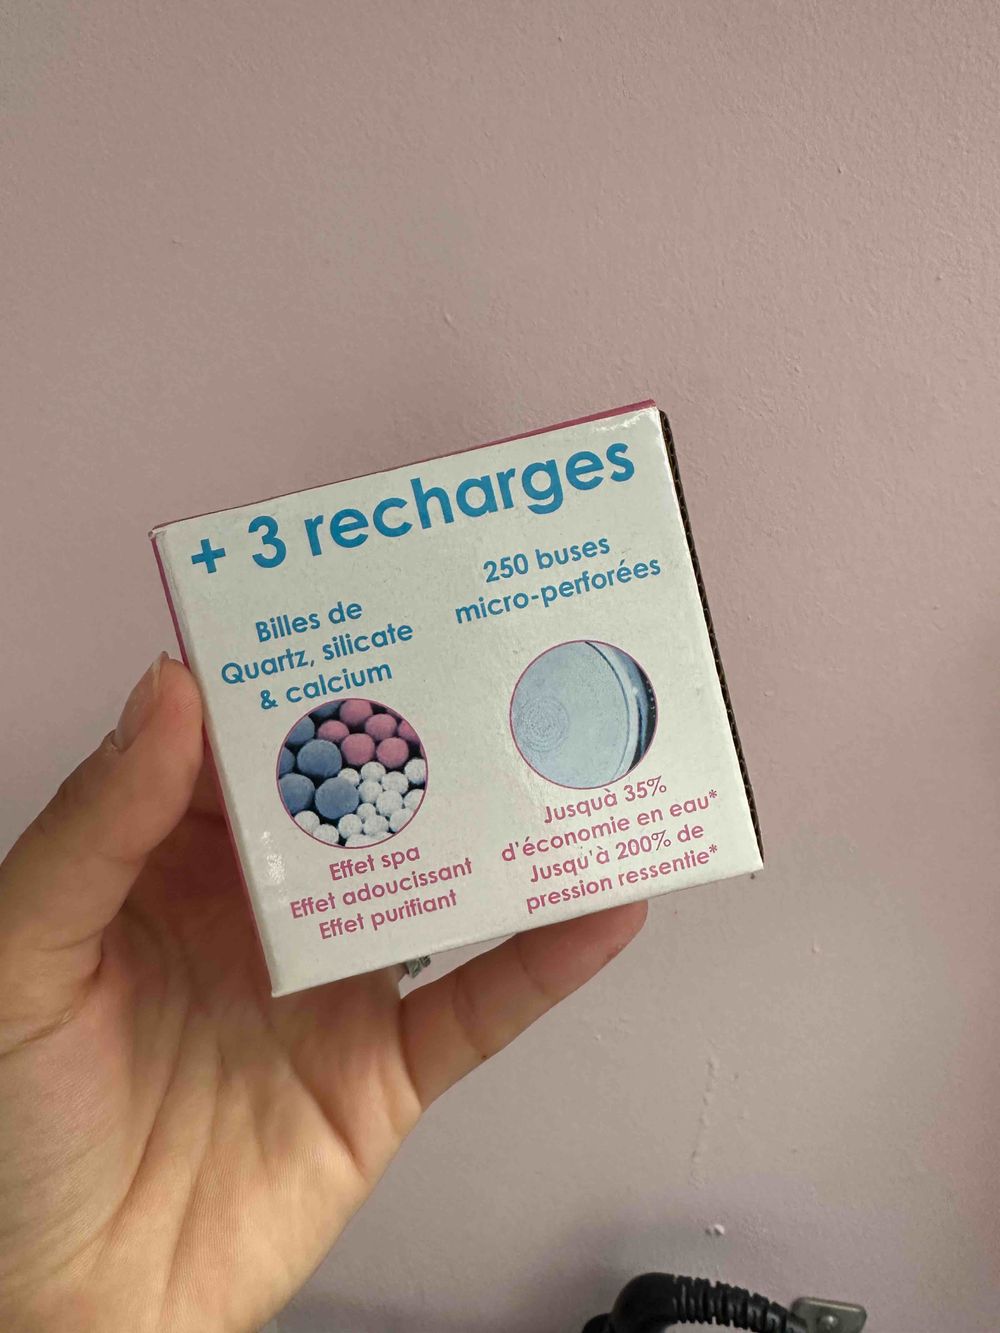 + 3 recharges
Billes de
Quartz, silicate
& calcium
Effet spa
Effet adoucissant
Effet purifiant
250 buses
micro-perforées
Jusquà 35%
d'économie en eau*
Jusqu'à 200% de
pression ressentie*